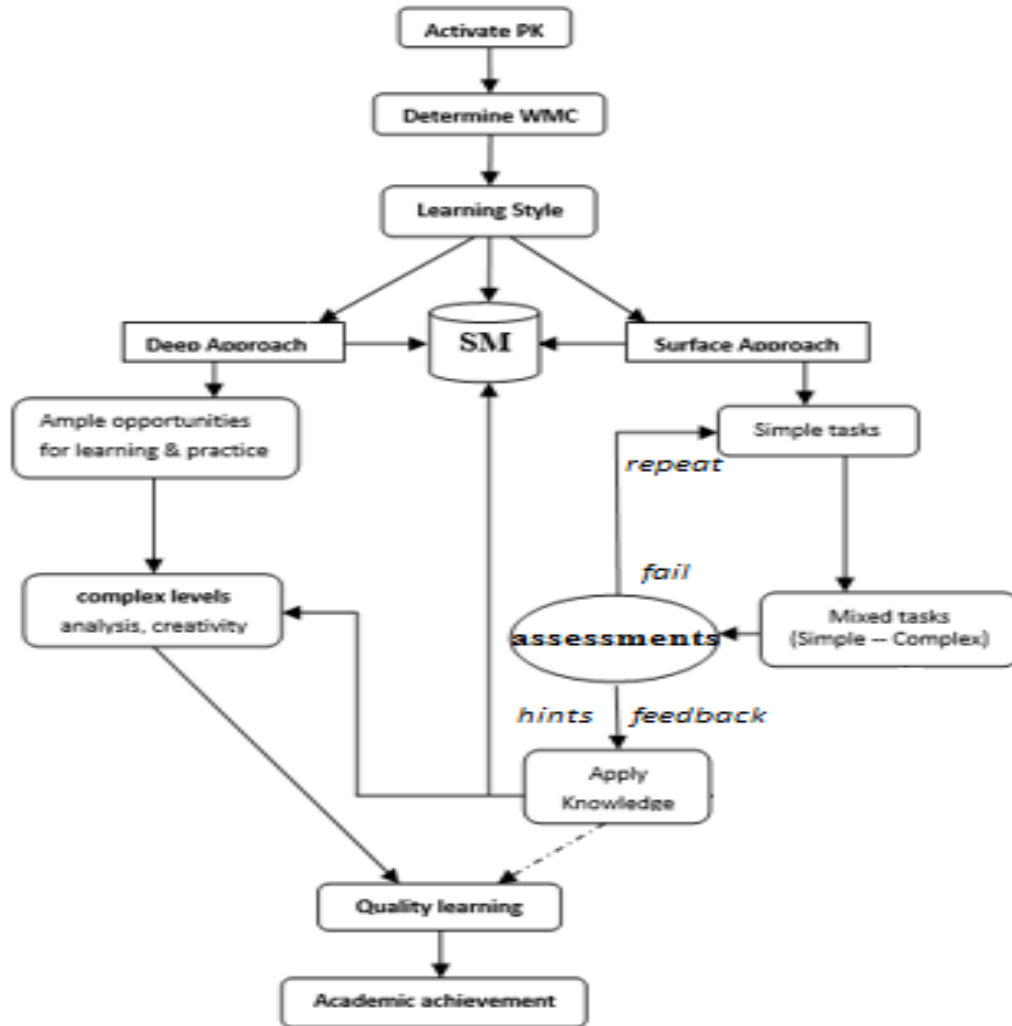 Activate PK
Determine WMC
Learning Style
Deep Approach
SM
Surface Approach
Ample opportunities
for learning & practice
Simple tasks
repeat
fail
complex levels
analysis, creativity
assessments
Mixed tasks
(Simple -- Complex)
hints feedback
Apply
Knowledge
Quality learning
Academic achievement